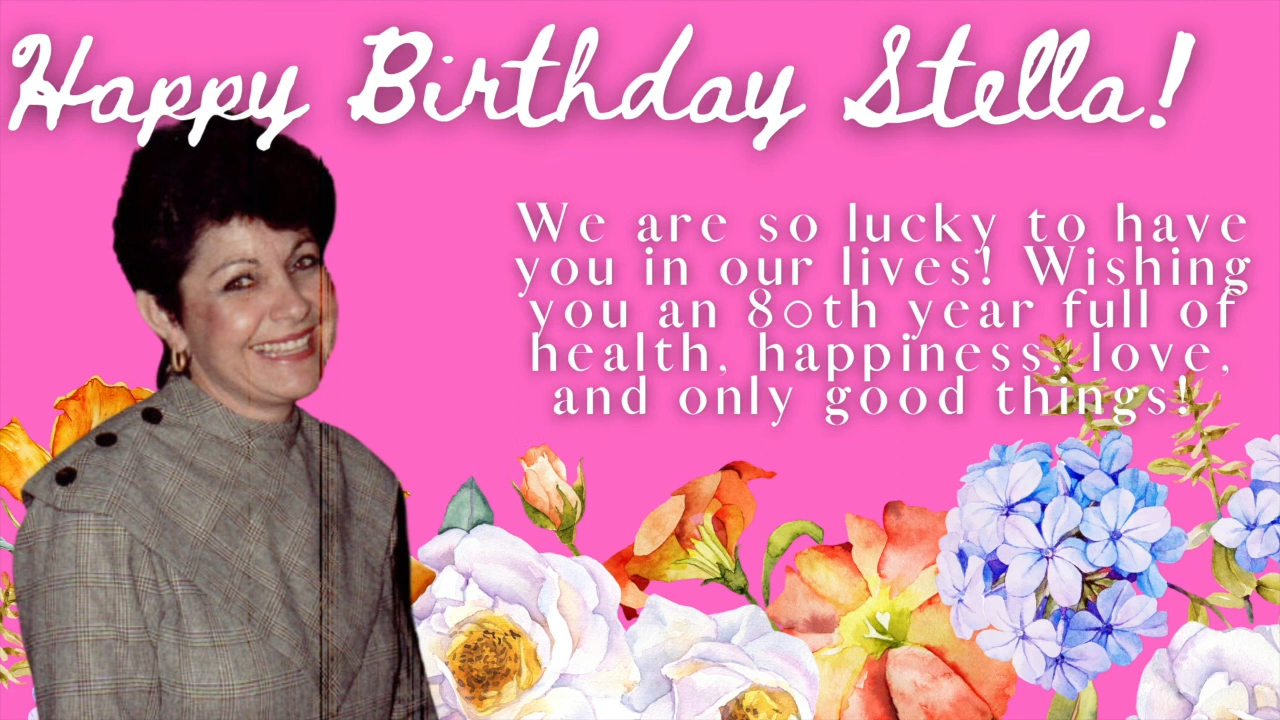 Happy Birthday Stella!
We are so lucky to have
you in our lives! Wishing
you an 80th year full of
health, happiness, love,
and only good things!